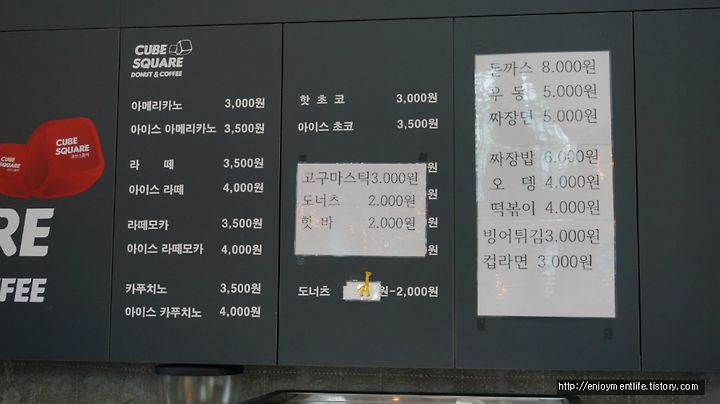 CUBE
SQUARE
DONUT & COFFEE
아메리카노 3,000원
아이스 아메리카노 3,500원
라 떼 3,500원
아이스 라떼 4,000원
라떼모카 3,500원
아이스 라떼모카 4,000원
카푸치노 3,500원
아이스 카푸치노 4,000원
핫 초 코 3,000원
아이스 초코 3,500원
고구마스틱3.000원
도너츠 2.000원
핫 바 2.000원
도너츠 원~2,000원
돈까스 8.000원
우 동 5.000원
짜장면 5.000원
짜장밥 6.000원
오 뎅 4.000원
떡볶이 4.000원
빙어튀김3.000원
컵라면 3.000원
CUBE
SQUARE
CUBE
SQUARE
RE
FEE
http://enjoymentlife.tistory.com